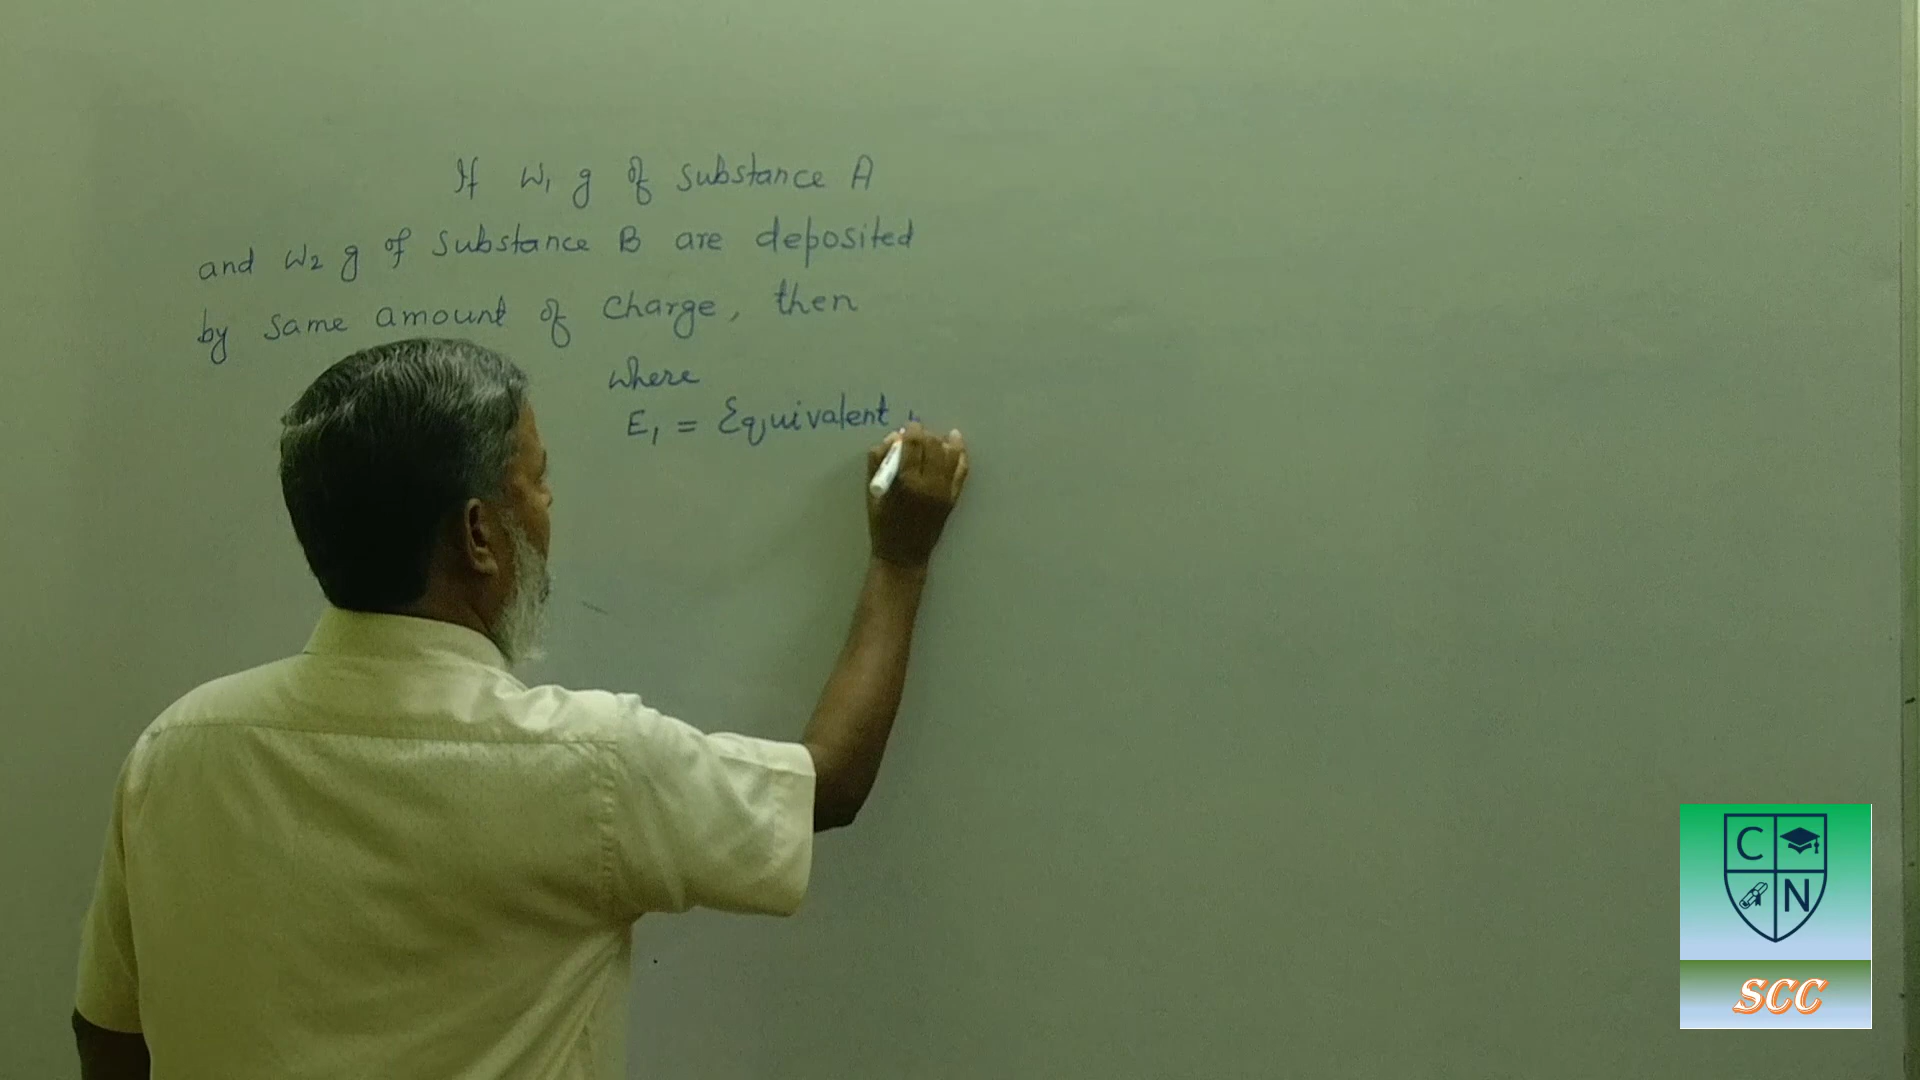 If W1 g of substance A
and W2 g of substance B are deposited
by same amount of charge, then
where
E1 = Equivalent
C
N
SCC